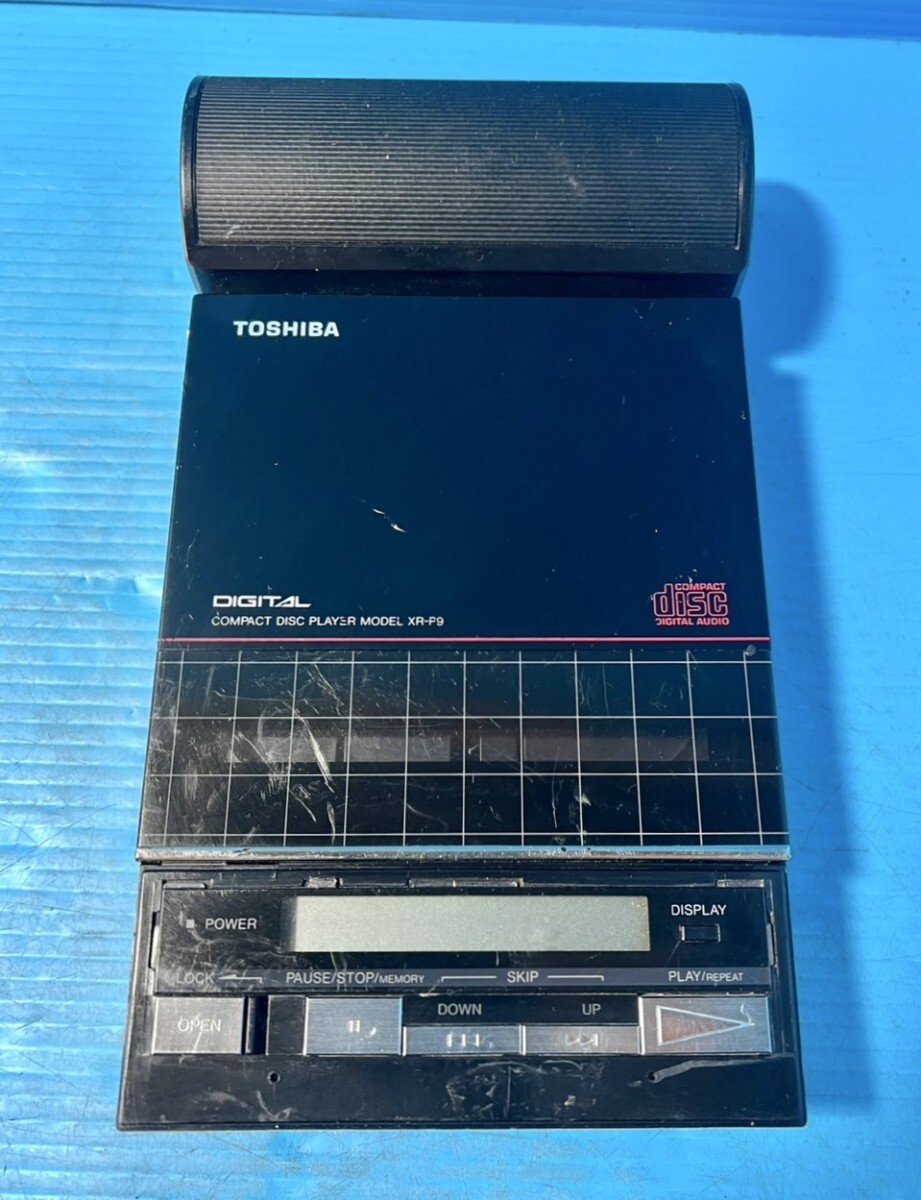 TOSHIBA
DIGITAL
COMPACT DISC PLAYER MODEL XR-P9
COMPACT
disc
DIGITAL AUDIO
POWER
DISPLAY
LOCK
PAUSE/STOP/MEMORY
SKIP
PLAY/REPEAT
OPEN
DOWN
UP